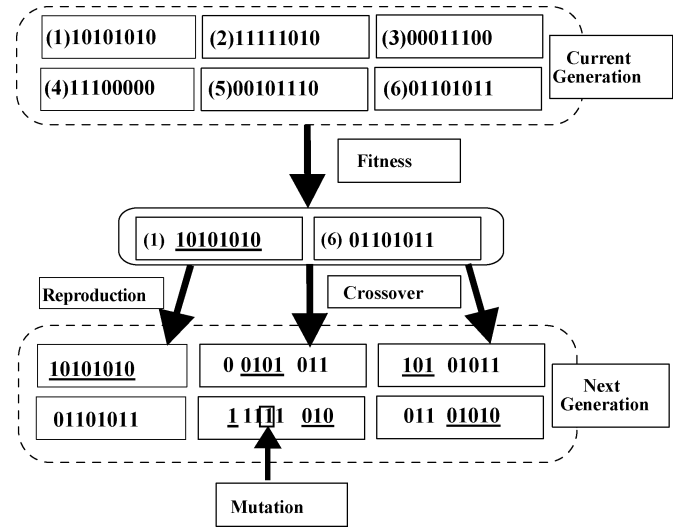 (1)10101010 (2)11111010 (3)00011100
(4)11100000 (5)00101110 (6)01101011
Current
Generation
Fitness
(1) 10101010 (6) 01101011
Reproduction
Crossover
10101010 0 0101 011 101 01011
01101011 1 1111 010 011 01010
Next
Generation
Mutation